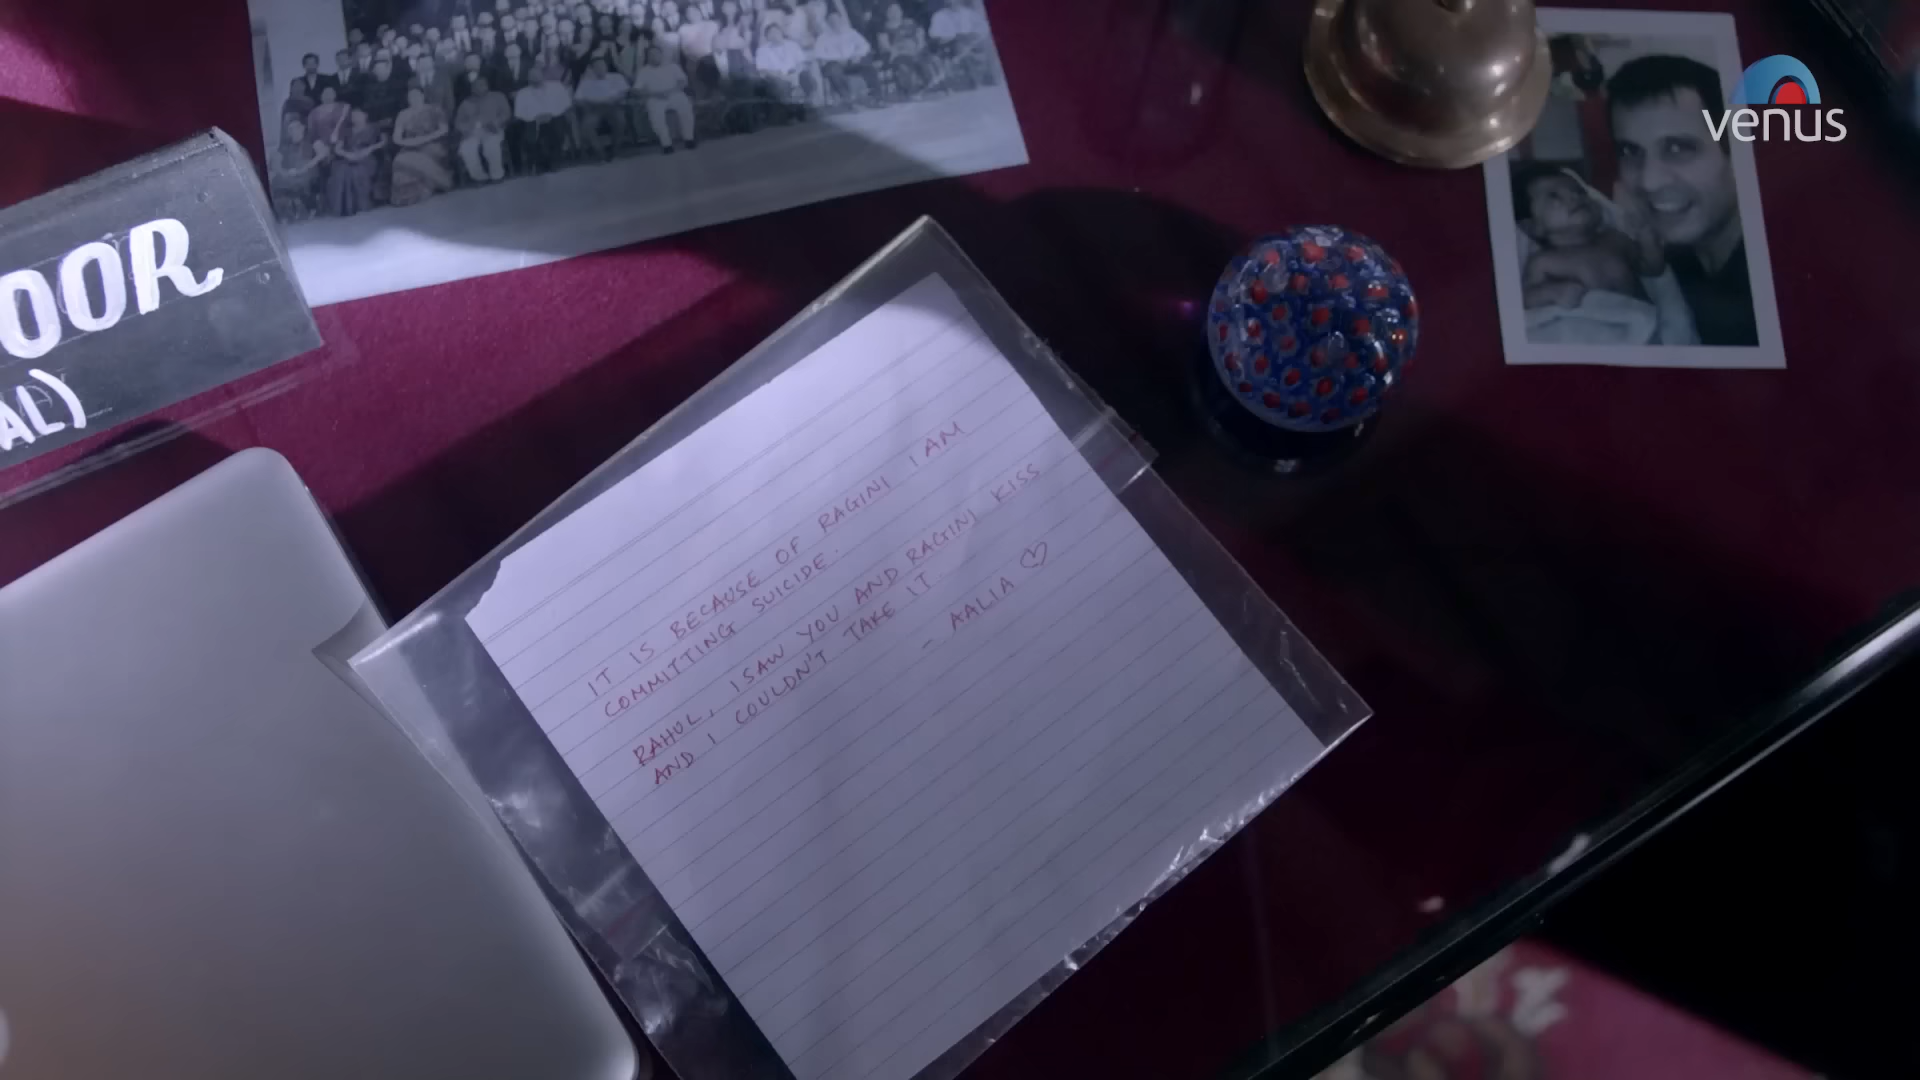 venus
OOR
AL)
IT IS BECAUSE OF RAGINI I AM
COMMITTING SUICIDE.
RAHUL, I SAW YOU AND RAGINI KISS
AND I COULDN'T TAKE IT.
- AALIA ♡